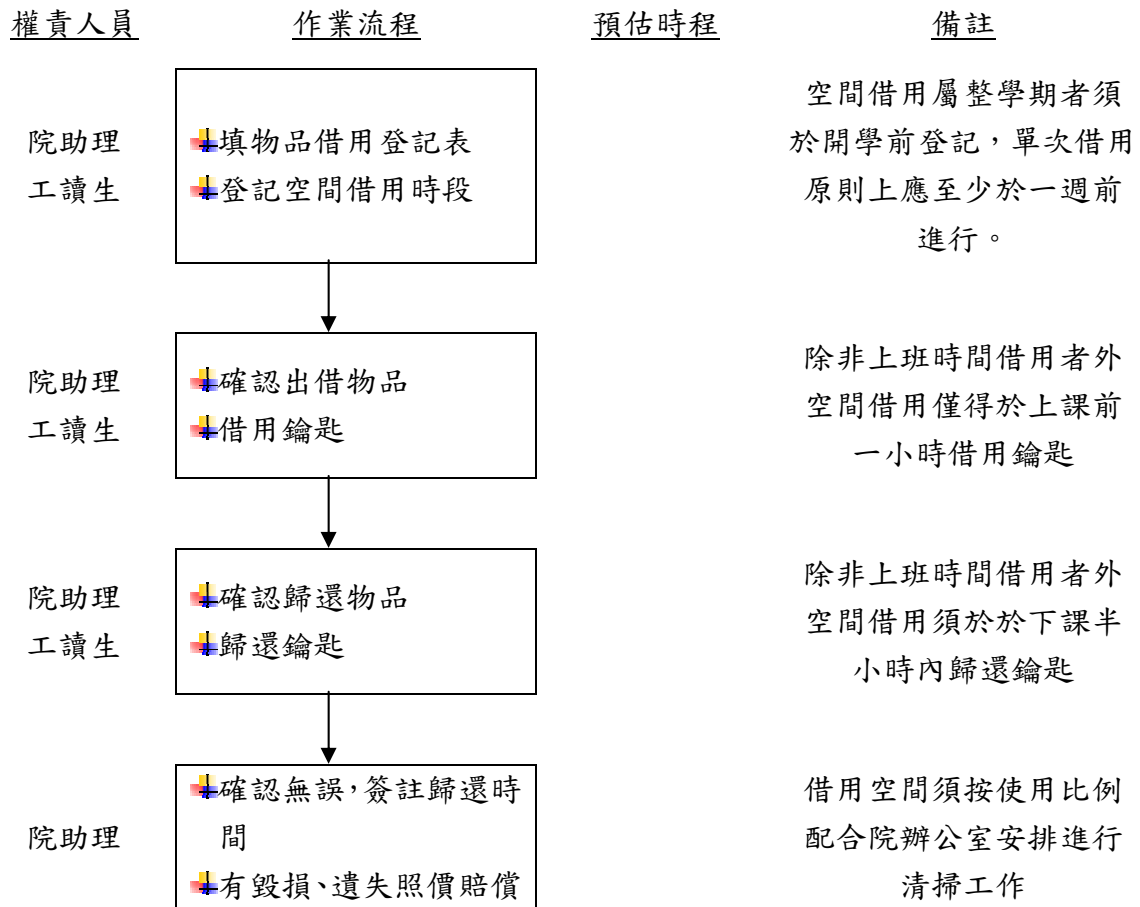 權責人員 作業流程 預估時程 備註
院助理
工讀生
填物品借用登記表
登記空間借用時段
空間借用屬整學期者須
於開學前登記，單次借用
原則上應至少於一週前
進行。
院助理
工讀生
確認出借物品
借用鑰匙
除非上班時間借用者外
空間借用僅得於上課前
一小時借用鑰匙
院助理
工讀生
確認歸還物品
歸還鑰匙
除非上班時間借用者外
空間借用須於於下課半
小時內歸還鑰匙
院助理
確認無誤，簽註歸還時
間
有毀損、遺失照價賠償
借用空間須按使用比例
配合院辦公室安排進行
清掃工作